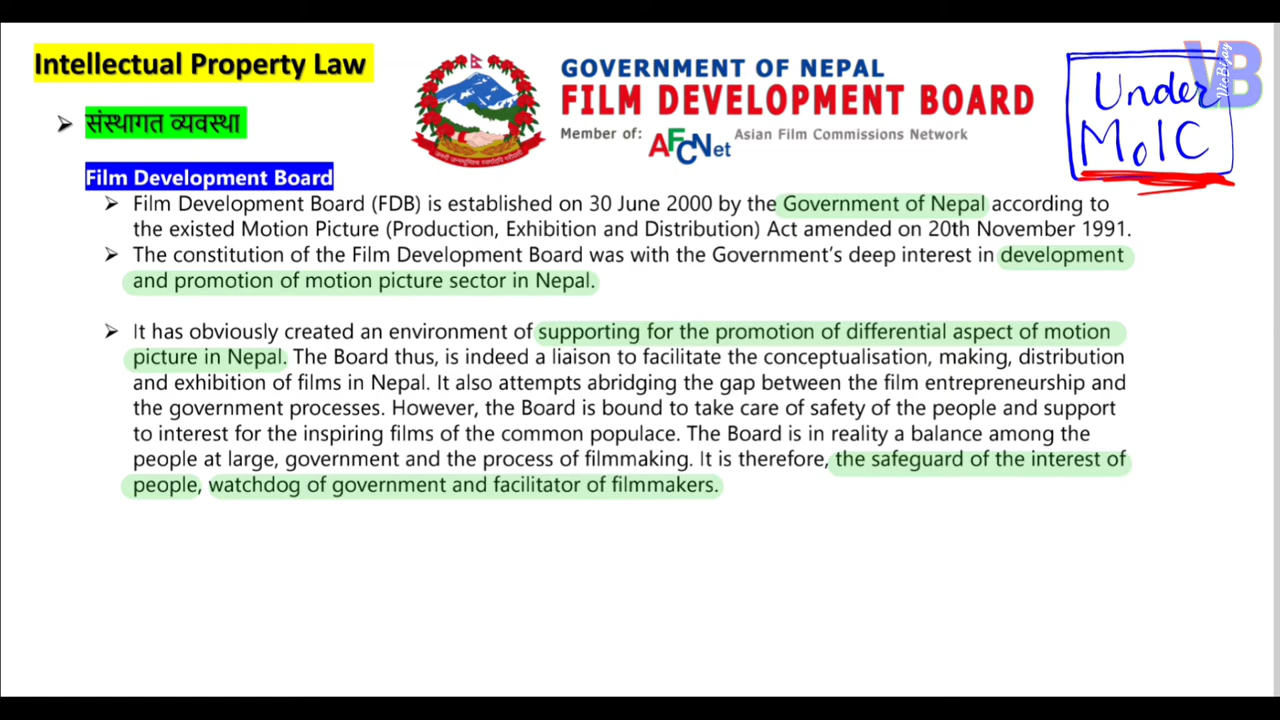 Intellectual Property Law
➢ संस्थागत व्यवस्था
GOVERNMENT OF NEPAL
FILM DEVELOPMENT BOARD
Member of: AFCNet Asian Film Commissions Network
Under
MoIC
VB
VicBijay
Film Development Board
➢ Film Development Board (FDB) is established on 30 June 2000 by the Government of Nepal according to
the existed Motion Picture (Production, Exhibition and Distribution) Act amended on 20th November 1991.
➢ The constitution of the Film Development Board was with the Government's deep interest in development
and promotion of motion picture sector in Nepal.
➢ It has obviously created an environment of supporting for the promotion of differential aspect of motion
picture in Nepal. The Board thus, is indeed a liaison to facilitate the conceptualisation, making, distribution
and exhibition of films in Nepal. It also attempts abridging the gap between the film entrepreneurship and
the government processes. However, the Board is bound to take care of safety of the people and support
to interest for the inspiring films of the common populace. The Board is in reality a balance among the
people at large, government and the process of filmmaking. It is therefore, the safeguard of the interest of
people, watchdog of government and facilitator of filmmakers.